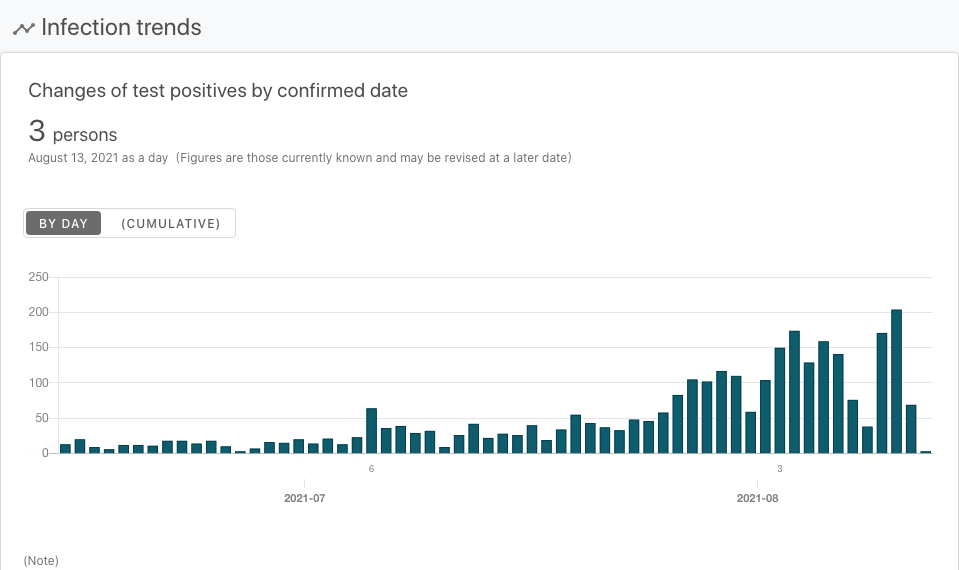 Infection trends
Changes of test positives by confirmed date
3 persons
August 13, 2021 as a day (Figures are those currently known and may be revised at a later date)
BY DAY (CUMULATIVE)
250
200
150
100
50
0
6 3
2021-07 2021-08
(Note)